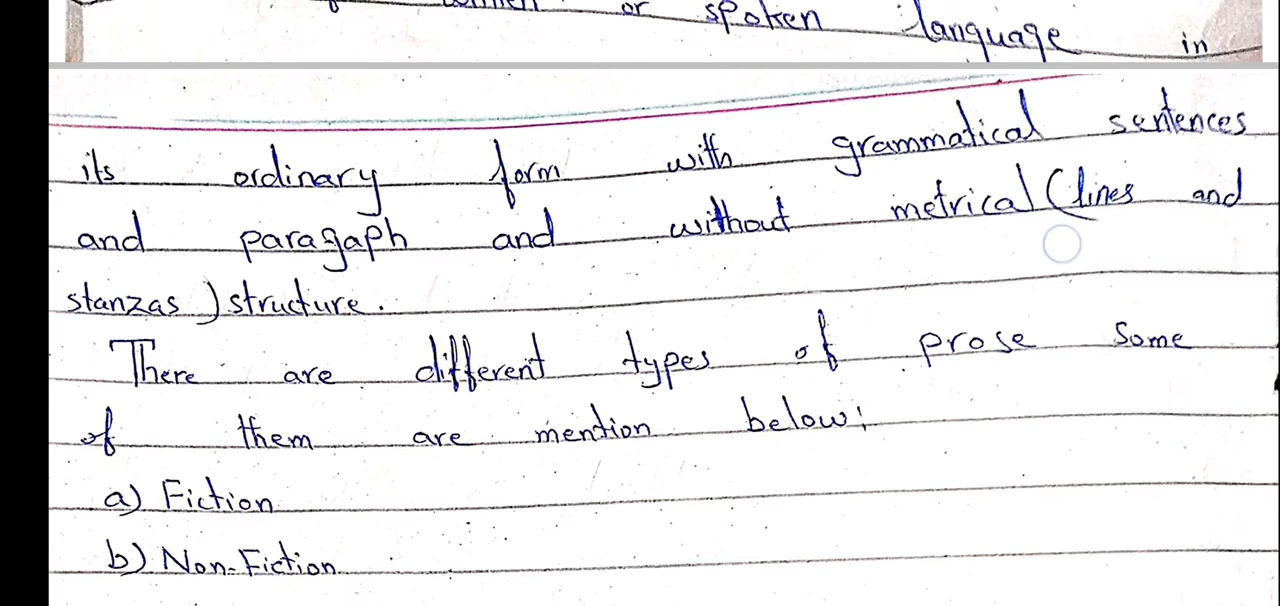 or spoken language in
its ordinary form with grammatical sentences
and paragaph and without metrical (lines and
stanzas ) structure.
There are different types of prose Some
of them are mention below:
a) Fiction
b) Non-Fiction